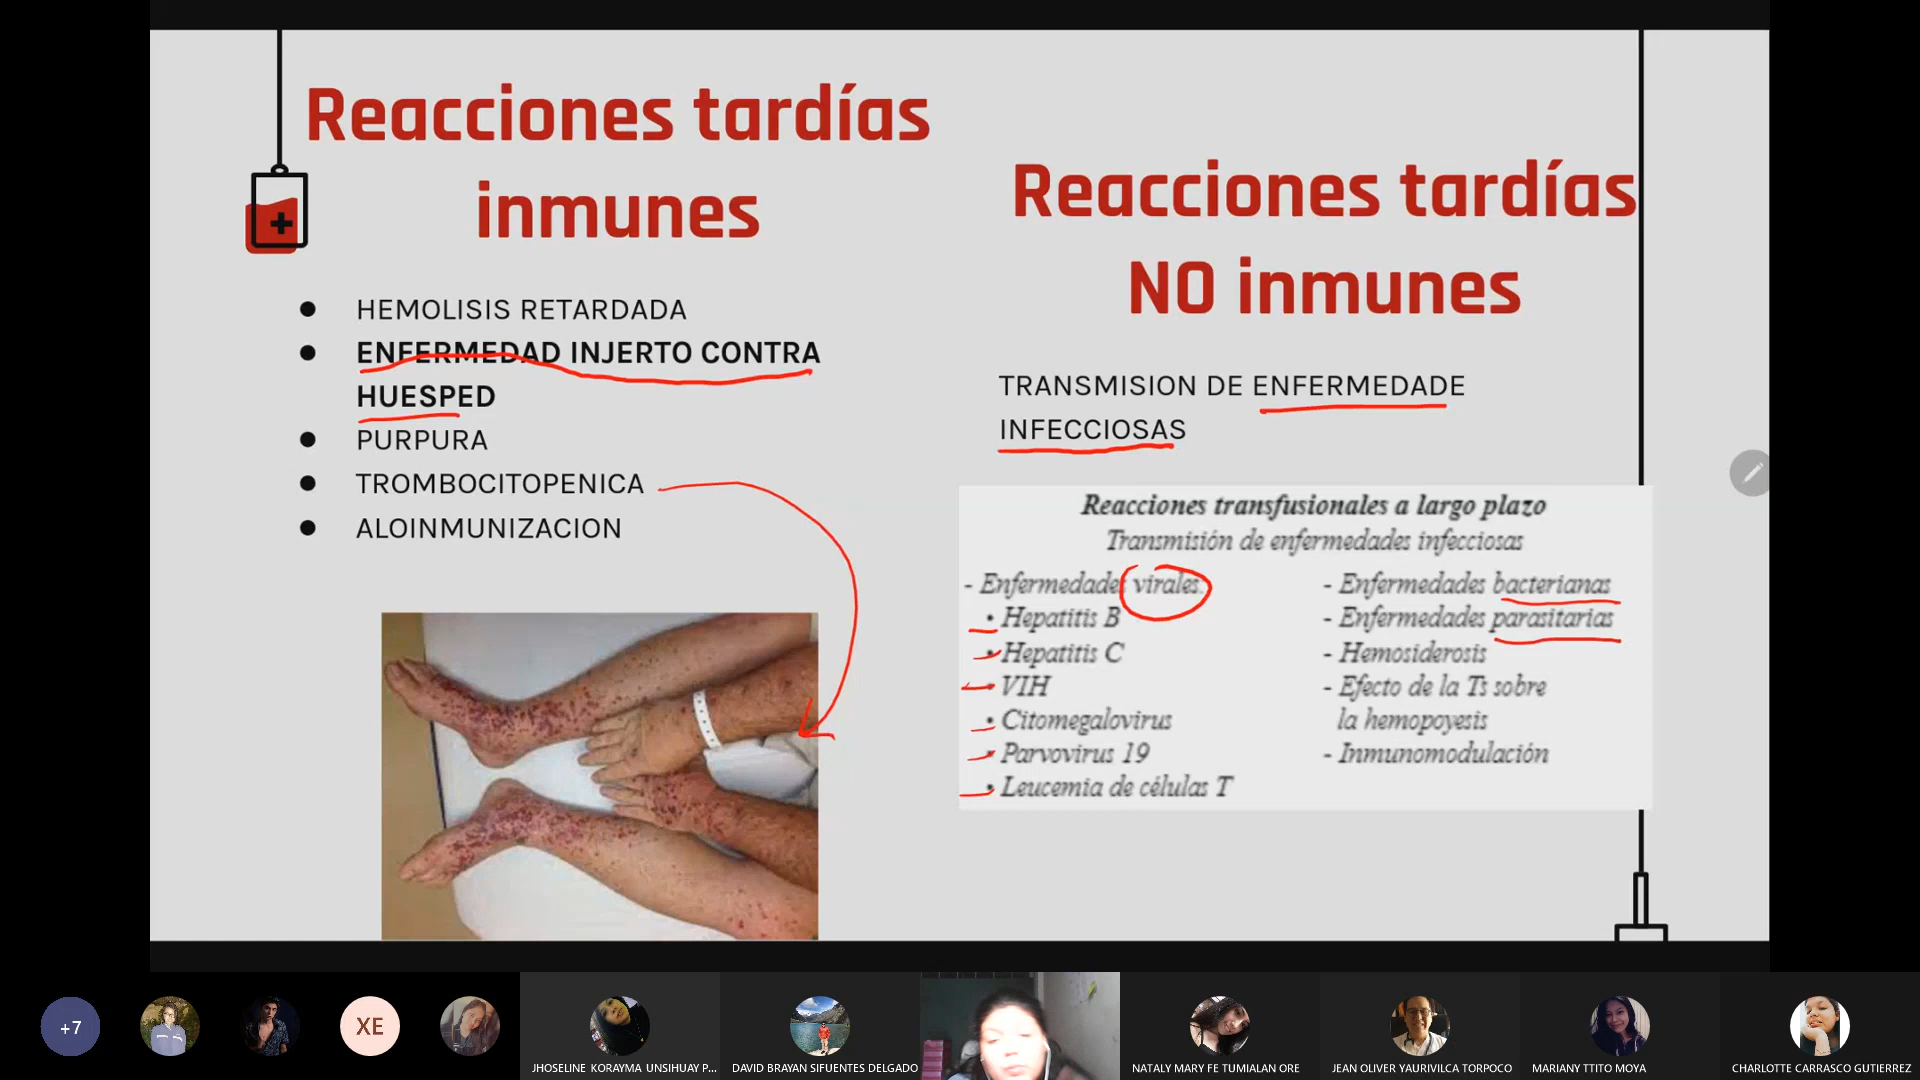 Reacciones tardías
inmunes
HEMOLISIS RETARDADA
ENFERMEDAD INJERTO CONTRA
HUESPED
PURPURA
TROMBOCITOPENICA
ALOINMUNIZACION
Reacciones tardías
NO inmunes
TRANSMISION DE ENFERMEDADE
INFECCIOSAS
Reacciones transfusionales a largo plazo
Transmisión de enfermedades infecciosas
- Enfermedades virales:
• Hepatitis B
• Hepatitis C
• VIH
• Citomegalovirus
• Parvovirus 19
• Leucemia de células T
- Enfermedades bacterianas
- Enfermedades parasitarias
- Hemosiderosis
- Efecto de la Ts sobre
la hemopoyesis
- Inmunomodulación
+7
XE
JHOSELINE KORAYMA UNSIHUAY P...
DAVID BRAYAN SIFUENTES DELGADO
NATALY MARY FE TUMIALAN ORE
JEAN OLIVER YAURIVILCA TORPOCO
MARIANY TTITO MOYA
CHARLOTTE CARRASCO GUTIERREZ